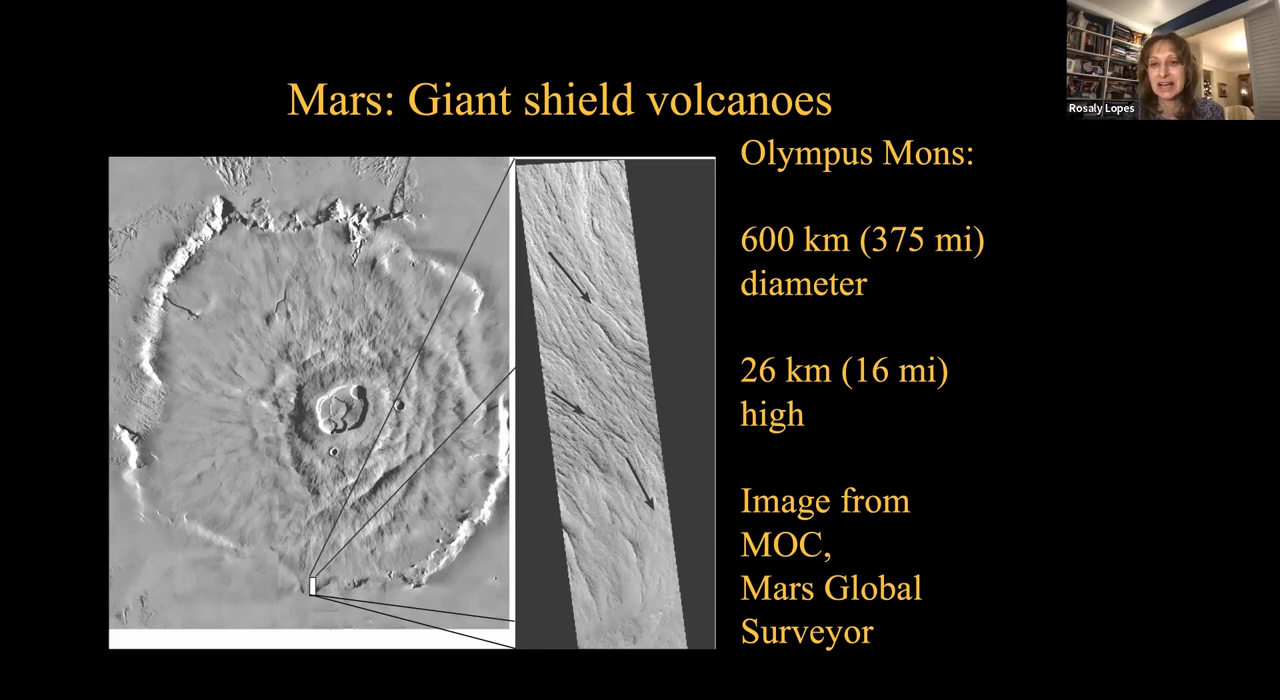 Rosaly Lopes
Mars: Giant shield volcanoes
Olympus Mons:
600 km (375 mi)
diameter
26 km (16 mi)
high
Image from
MOC,
Mars Global
Surveyor